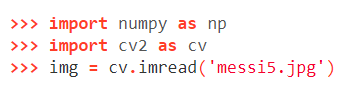 >>> import numpy as np
>>> import cv2 as cv
>>> img = cv.imread('messi5.jpg')